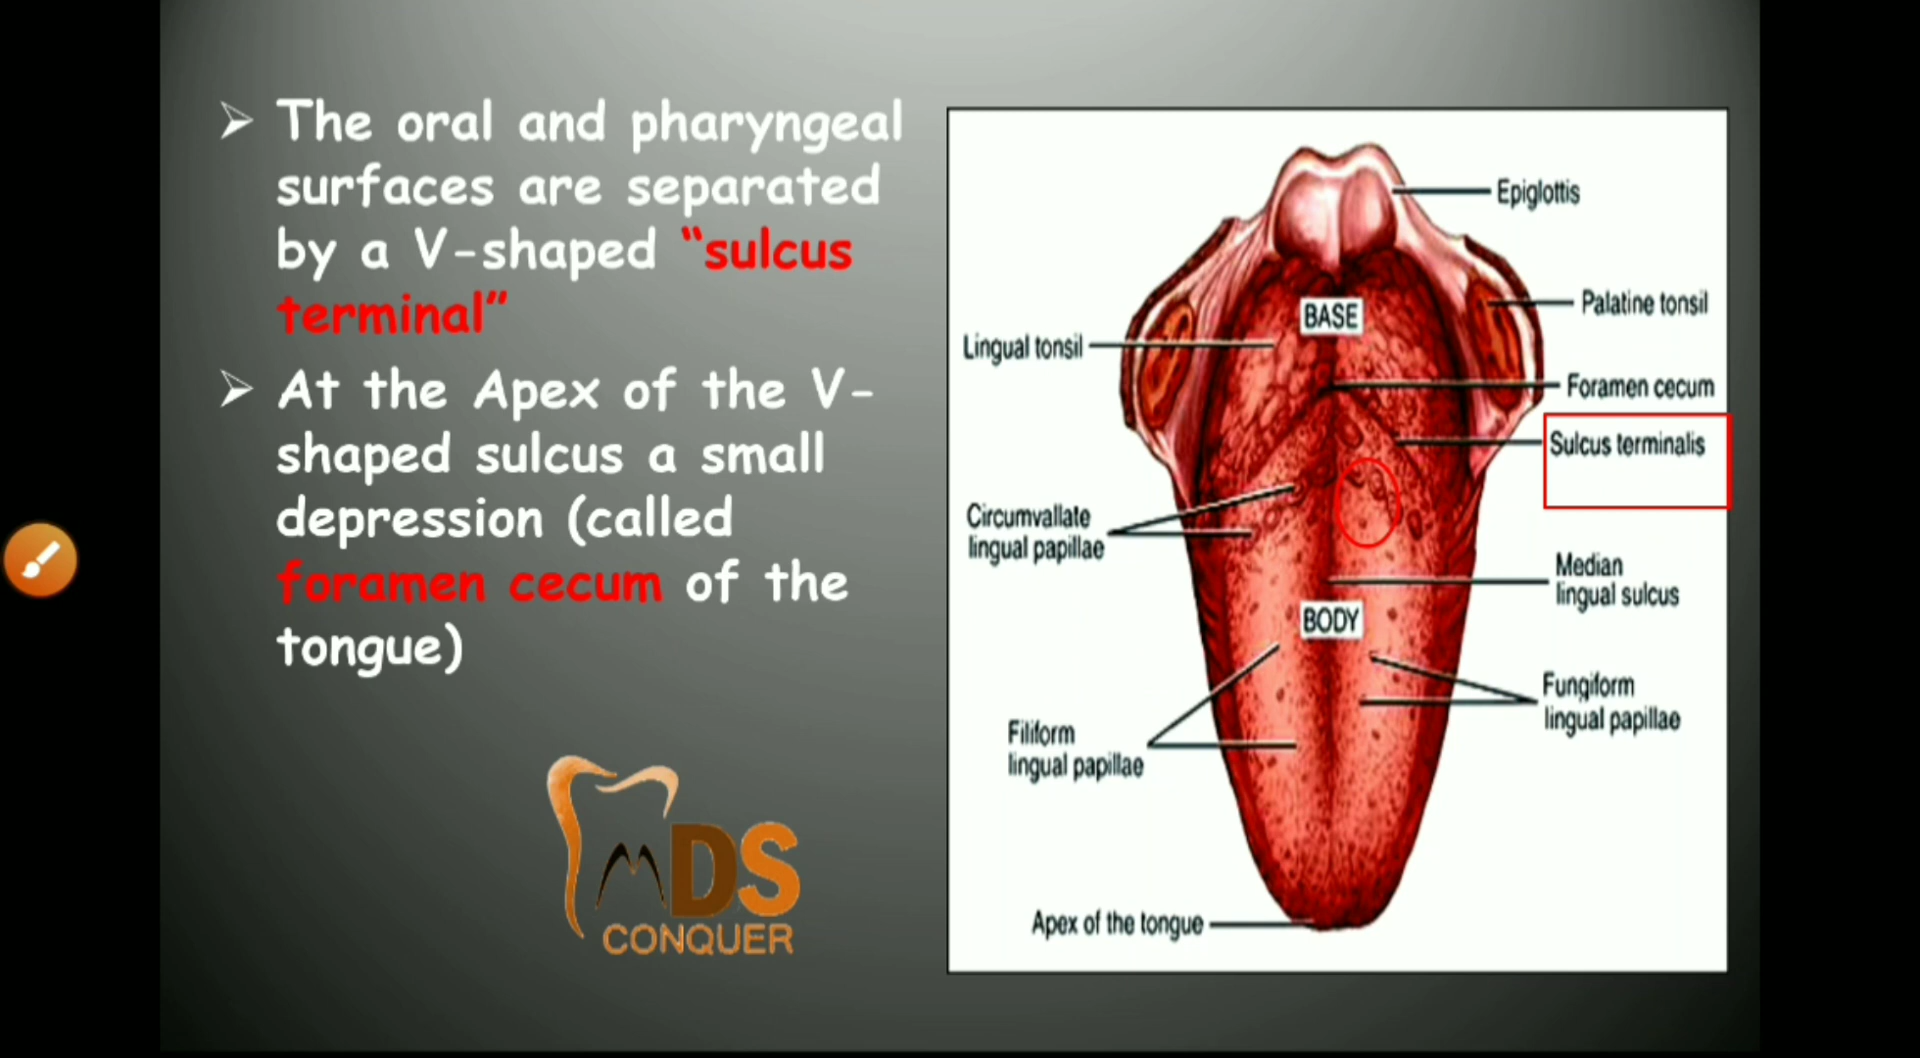 The oral and pharyngeal
surfaces are separated
by a V-shaped “sulcus
terminal”
At the Apex of the V-
shaped sulcus a small
depression (called
foramen cecum of the
tongue)
MDS
CONQUER
Epiglottis
Palatine tonsil
BASE
Lingual tonsil
Foramen cecum
Sulcus terminalis
Circumvallate
lingual papillae
Median
lingual sulcus
BODY
Fungiform
lingual papillae
Filiform
lingual papillae
Apex of the tongue